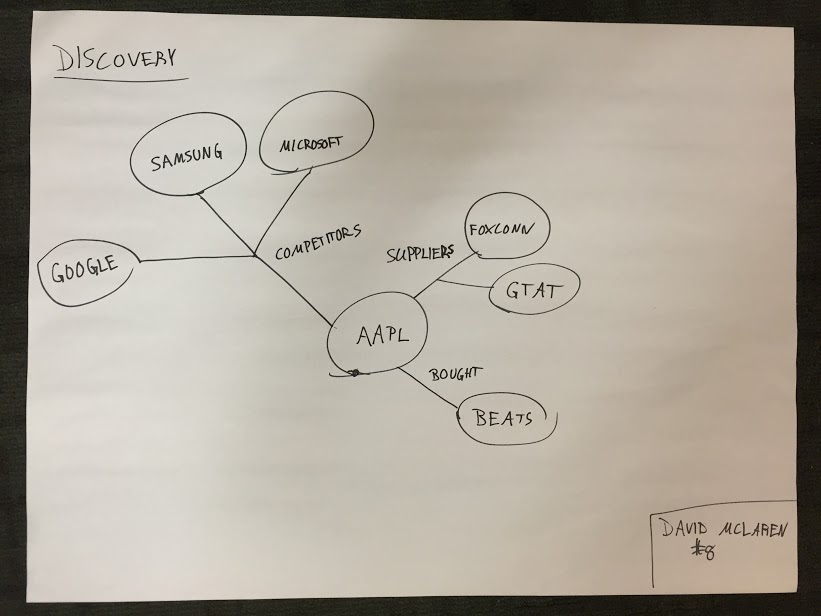 DISCOVERY
SAMSUNG
MICROSOFT
GOOGLE
COMPETITORS
SUPPLIERS
FOXCONN
GTAT
AAPL
BOUGHT
BEATS
DAVID MCLAREN
#8